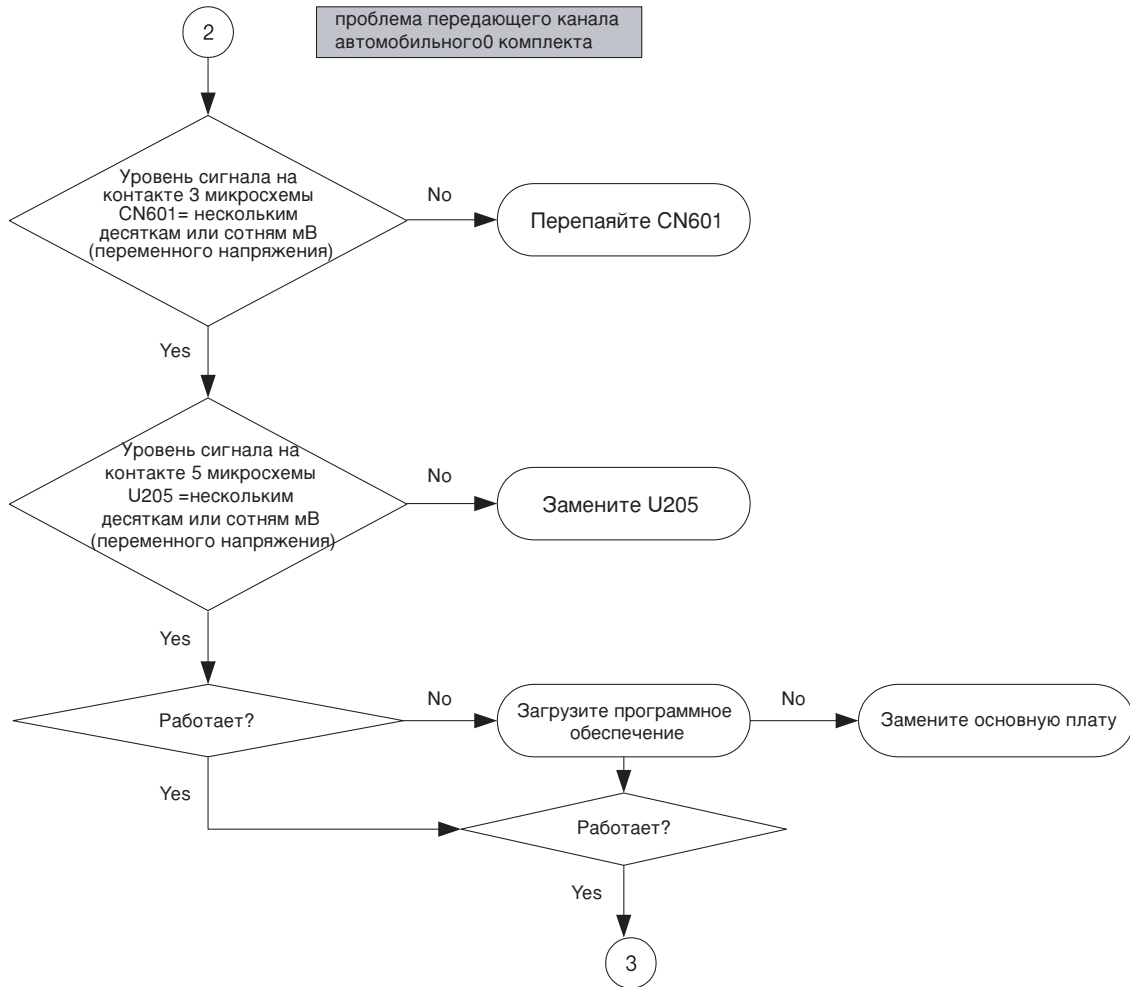 2
проблема передающего канала
автомобильного0 комплекта
Уровень сигнала на
контакте 3 микросхемы
CN601= нескольким
десяткам или сотням мВ
(переменного напряжения)
No
Перепаяйте CN601
Yes
Уровень сигнала на
контакте 5 микросхемы
U205 =нескольким
десяткам или сотням мВ
(переменного напряжения)
No
Замените U205
Yes
Работает?
No
Загрузите программное
обеспечение
No
Замените основную плату
Yes
Работает?
Yes
3